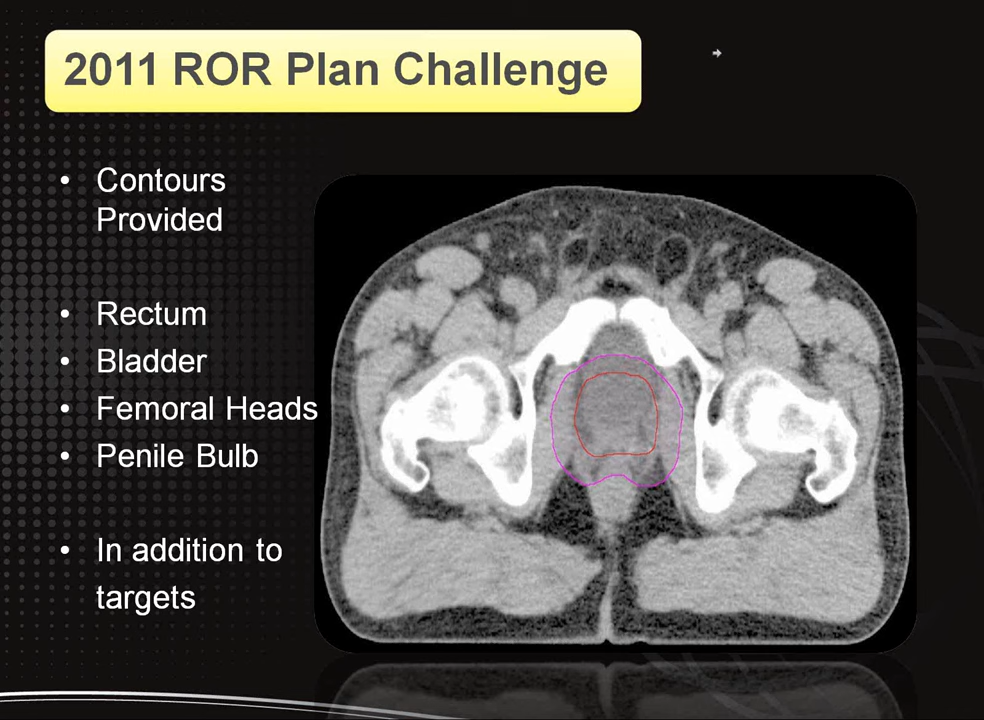 2011 ROR Plan Challenge
• Contours
Provided
• Rectum
• Bladder
• Femoral Heads
• Penile Bulb
• In addition to
targets